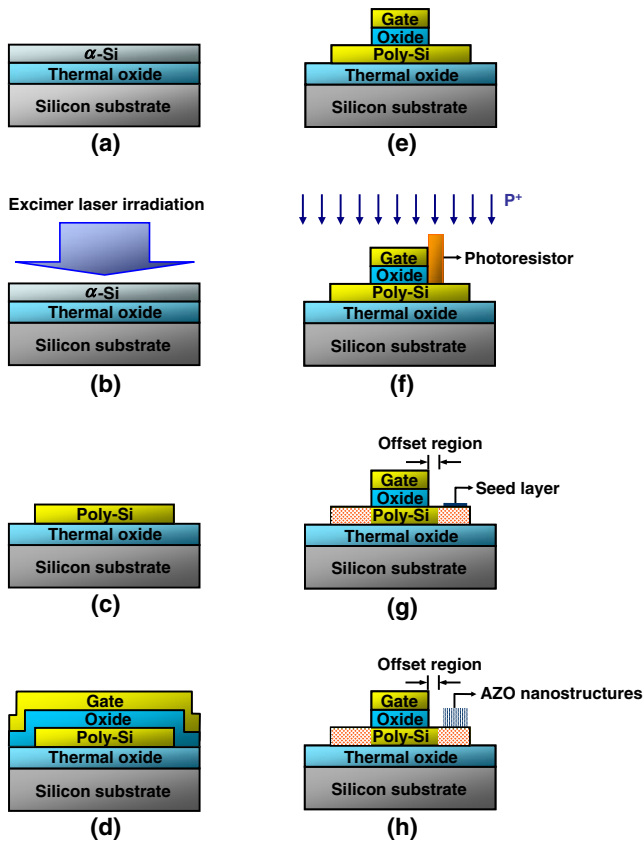 α-Si
Thermal oxide
Silicon substrate
(a)
Excimer laser irradiation
α-Si
Thermal oxide
Silicon substrate
(b)
Poly-Si
Thermal oxide
Silicon substrate
(c)
Gate
Oxide
Poly-Si
Thermal oxide
Silicon substrate
(d)
Gate
Oxide
Poly-Si
Thermal oxide
Silicon substrate
(e)
P+
Gate
Oxide
Photoresistor
Poly-Si
Thermal oxide
Silicon substrate
(f)
Offset region
Gate
Oxide
Seed layer
Poly-Si
Thermal oxide
Silicon substrate
(g)
Offset region
Gate
AZO nanostructures
Oxide
Poly-Si
Thermal oxide
Silicon substrate
(h)